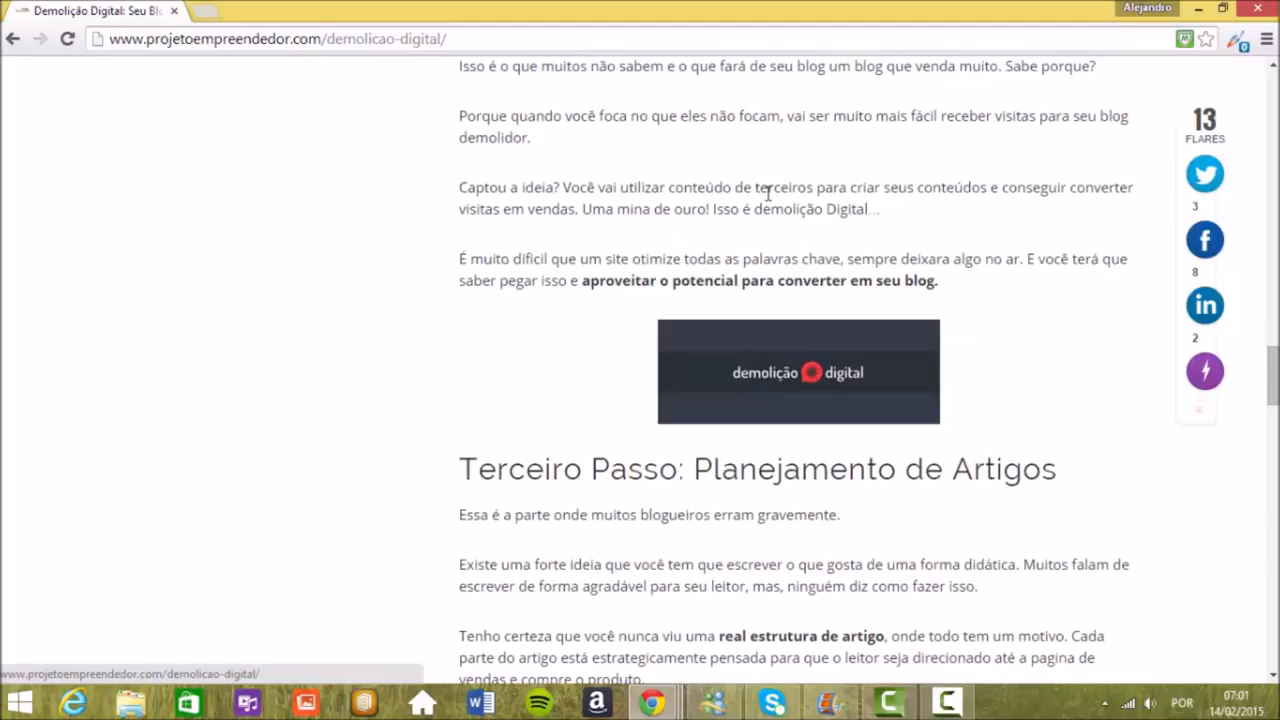 Demolição Digital: Seu Bl
Alejandro
www.projetoempreendedor.com/demolicao-digital/
Isso é o que muitos não sabem e o que fará de seu blog um blog que venda muito. Sabe porque?
Porque quando você foca no que eles não focam, vai ser muito mais fácil receber visitas para seu blog
demolidor.
Captou a ideia? Você vai utilizar conteúdo de terceiros para criar seus conteúdos e conseguir converter
visitas em vendas. Uma mina de ouro! Isso é demolição Digital...
É muito dificil que um site otimize todas as palavras chave, sempre deixara algo no ar. E você terá que
saber pegar isso e aproveitar o potencial para converter em seu blog.
demolição digital
Terceiro Passo: Planejamento de Artigos
Essa é a parte onde muitos blogueiros erram gravemente.
Existe uma forte ideia que você tem que escrever o que gosta de uma forma didática. Muitos falam de
escrever de forma agradável para seu leitor, mas, ninguém diz como fazer isso.
Tenho certeza que você nunca viu uma real estrutura de artigo, onde todo tem um motivo. Cada
parte do artigo está estrategicamente pensada para que o leitor seja direcionado até a pagina de
vendas e compre o produto.
13
FLARES
3
8
2
www.projetoempreendedor.com/demolicao-digital/
POR
07:01
14/02/2015